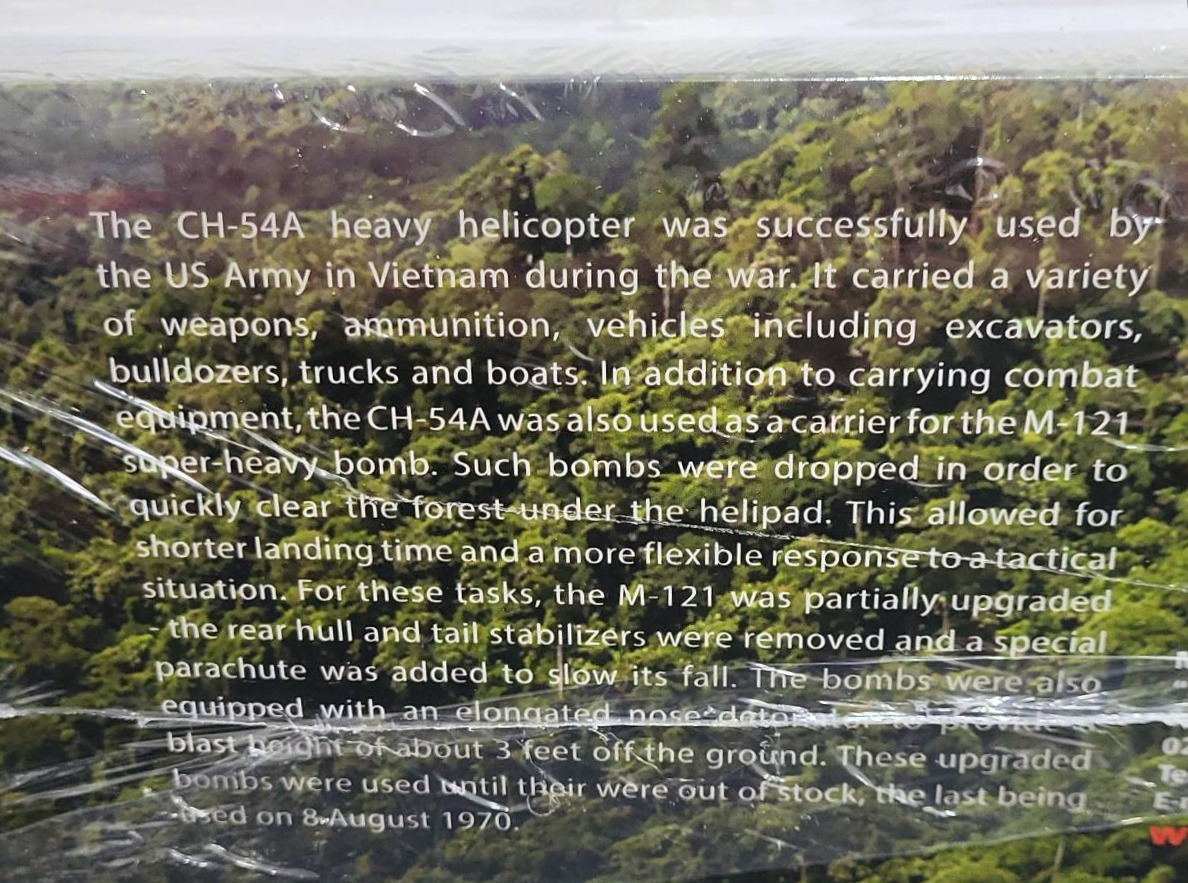 The CH-54A heavy helicopter was successfully used by
the US Army in Vietnam during the war. It carried a variety
of weapons, ammunition, vehicles including excavators,
bulldozers, trucks and boats. In addition to carrying combat
equipment, the CH-54A was also used as a carrier for the M-121
super-heavy bomb. Such bombs were dropped in order to
quickly clear the forest under the helipad. This allowed for
shorter landing time and a more flexible response to a tactical
situation. For these tasks, the M-121 was partially upgraded
- the rear hull and tail stabilizers were removed and a special
parachute was added to slow its fall. The bombs were also
equipped with an elongated nose detonator to provide a
blast height of about 3 feet off the ground. These upgraded
bombs were used until their were out of stock, the last being
used on 8 August 1970.
02
Te
E-
w